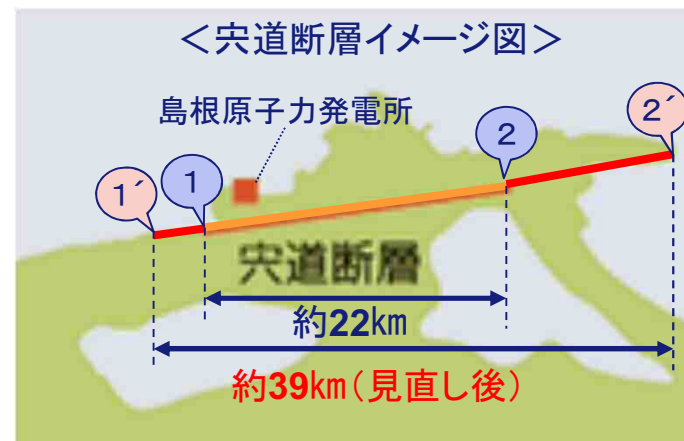 ＜宍道断層イメージ図＞
島根原子力発電所
2´
2
1´
1
宍道断層
約22㎞
約39㎞（見直し後）